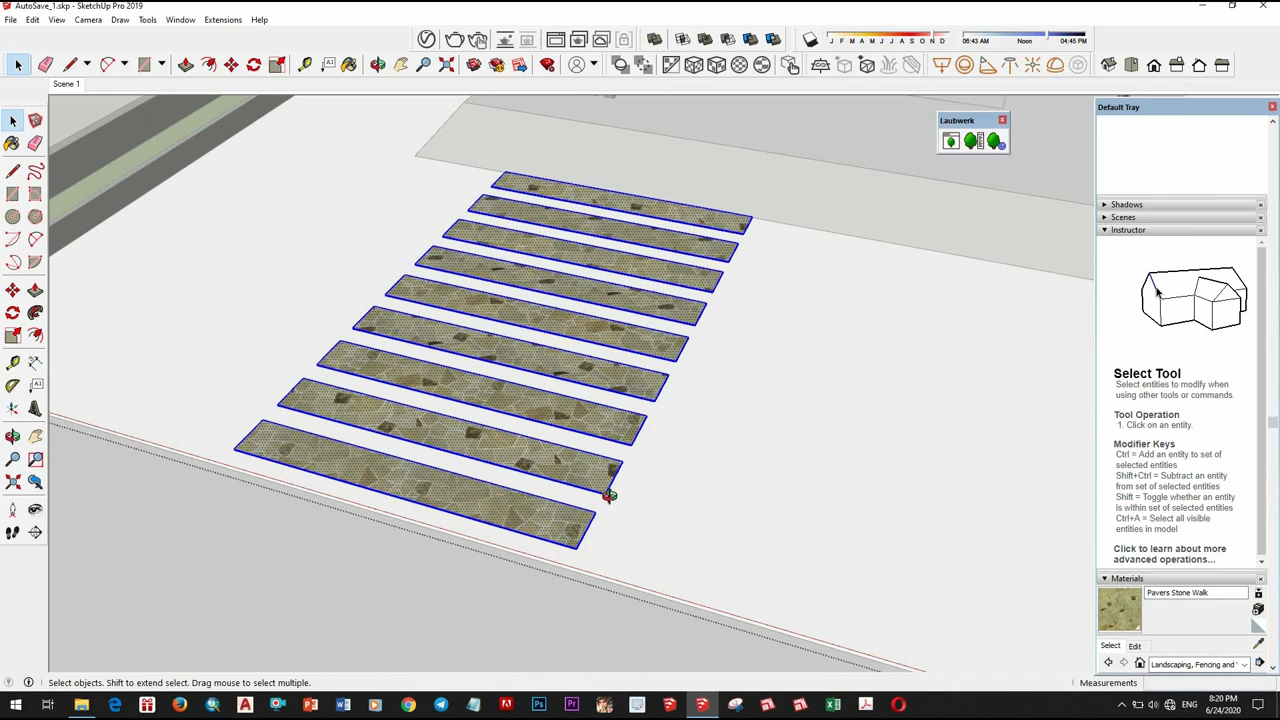 AutoSave_1.skp - SketchUp Pro 2019
File Edit View Camera Draw Tools Window Extensions Help
J F M A M J J A S O N D
06:43 AM Noon 04:45 PM
Scene 1
Default Tray
Laubwerk
Shadows
Scenes
Instructor
Select Tool
Select entities to modify when
using other tools or commands.
Tool Operation
1. Click on an entity.
Modifier Keys
Ctrl = Add an entity to set of
selected entities
Shift+Ctrl = Subtract an entity
from set of selected entities
Shift = Toggle whether an entity
is within set of selected entities
Ctrl+A = Select all visible
entities in model
Click to learn about more
advanced operations...
Materials
Pavers Stone Walk
Select Edit
Landscaping, Fencing and
Select objects. Shift to extend select. Drag mouse to select multiple.
Measurements
ENG
8:20 PM
6/24/2020